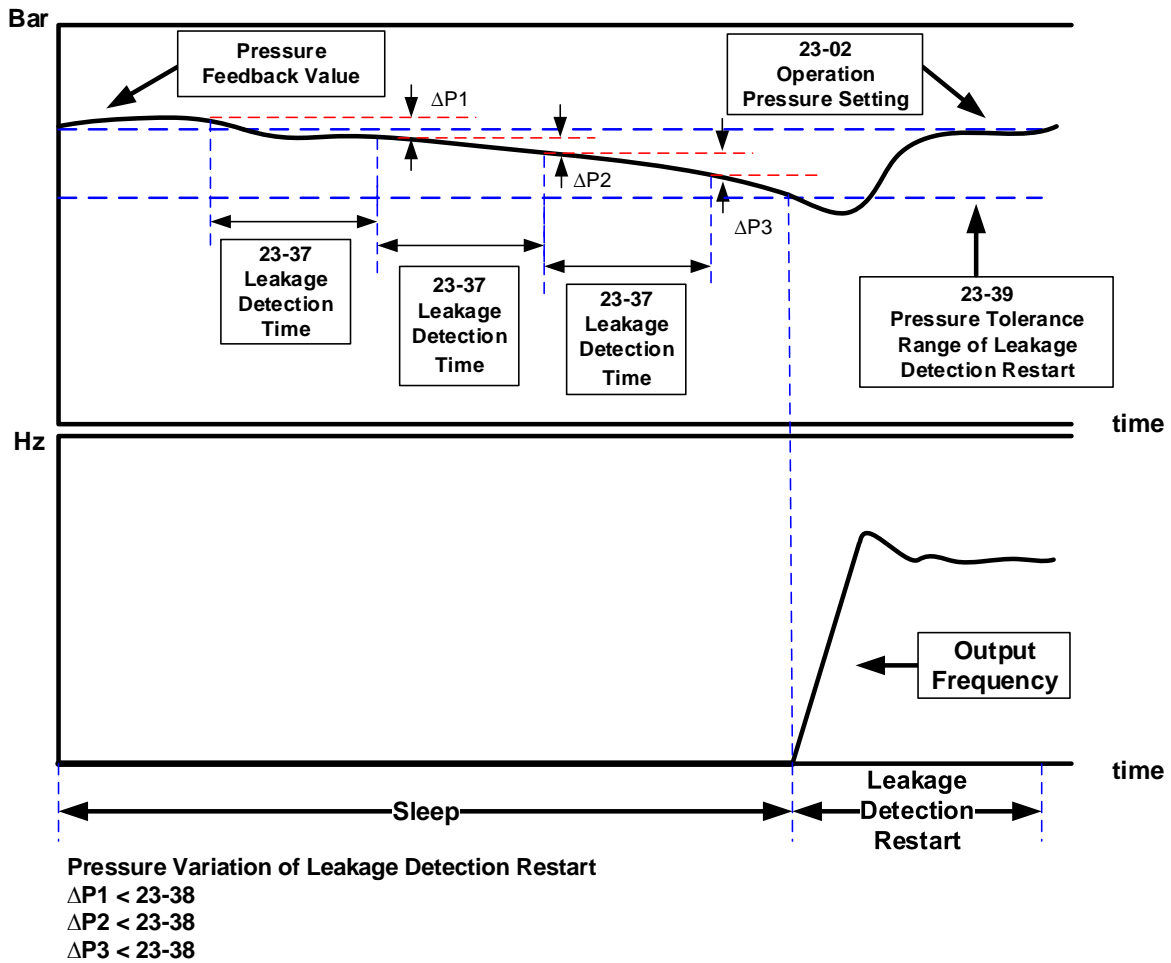 Bar
Pressure
Feedback Value
ΔP1
23-02
Operation
Pressure Setting
ΔP2
ΔP3
23-37
Leakage
Detection
Time
23-37
Leakage
Detection
Time
23-37
Leakage
Detection
Time
23-39
Pressure Tolerance
Range of Leakage
Detection Restart
time
Hz
Output
Frequency
time
Sleep
Leakage
Detection
Restart
Pressure Variation of Leakage Detection Restart
ΔP1 < 23-38
ΔP2 < 23-38
ΔP3 < 23-38